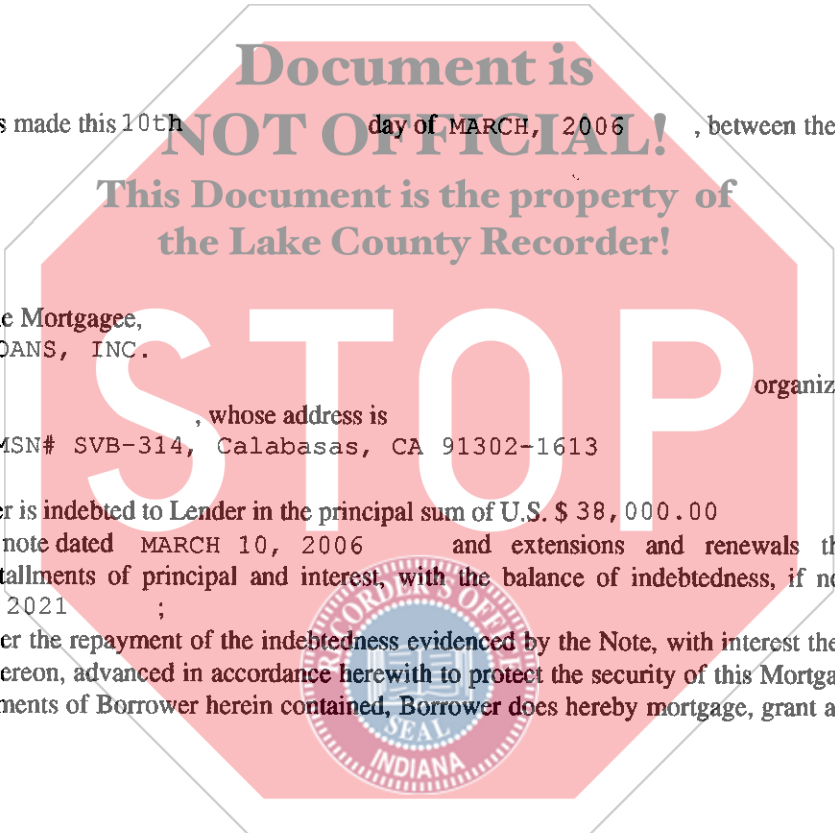 Document is
s made this 10th day of MARCH, 2006 , between the
NOT OFFICIAL!
This Document is the property of
the Lake County Recorder!
e Mortgagee,
OANS, INC.
organiz
, whose address is
MSN# SVB-314, Calabasas, CA 91302-1613
STOP
er is indebted to Lender in the principal sum of U.S. $ 38,000.00
note dated MARCH 10, 2006 and extensions and renewals th
tallments of principal and interest, with the balance of indebtedness, if no
2021 ;
er the repayment of the indebtedness evidenced by the Note, with interest the
ereon, advanced in accordance herewith to protect the security of this Mortga
ments of Borrower herein contained, Borrower does hereby mortgage, grant a
RECORDER'S OFFICE
SEAL
INDIANA